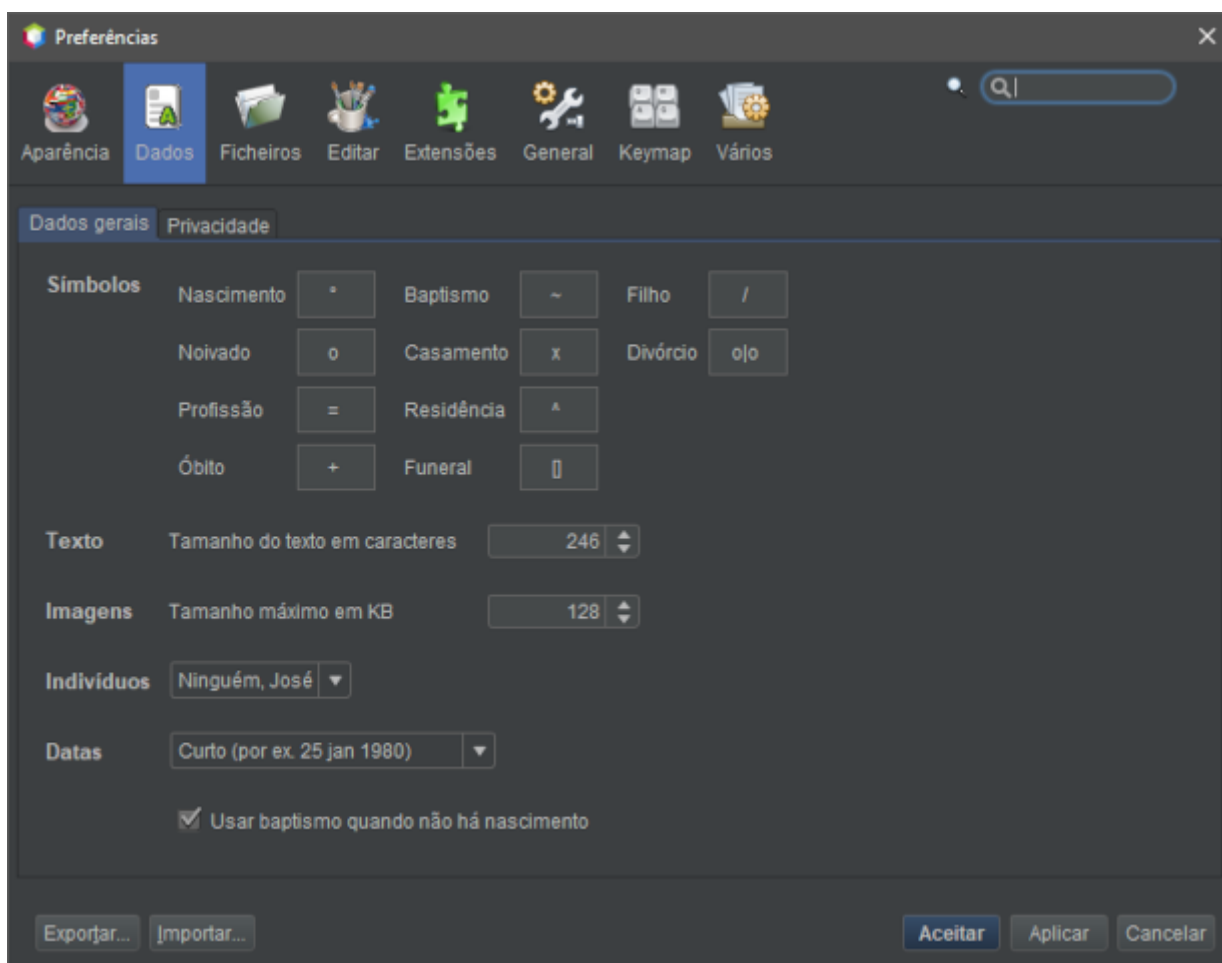 Preferências
Aparência Dados Ficheiros Editar Extensões General Keymap Vários
Dados gerais Privacidade
Símbolos Nascimento ° Baptismo ~ Filho /
Noivado o Casamento x Divórcio o|o
Profissão = Residência ^
Óbito + Funeral []
Texto Tamanho do texto em caracteres 246
Imagens Tamanho máximo em KB 128
Indivíduos Ninguém, José
Datas Curto (por ex. 25 jan 1980)
Usar baptismo quando não há nascimento
Exportar... Importar... Aceitar Aplicar Cancelar